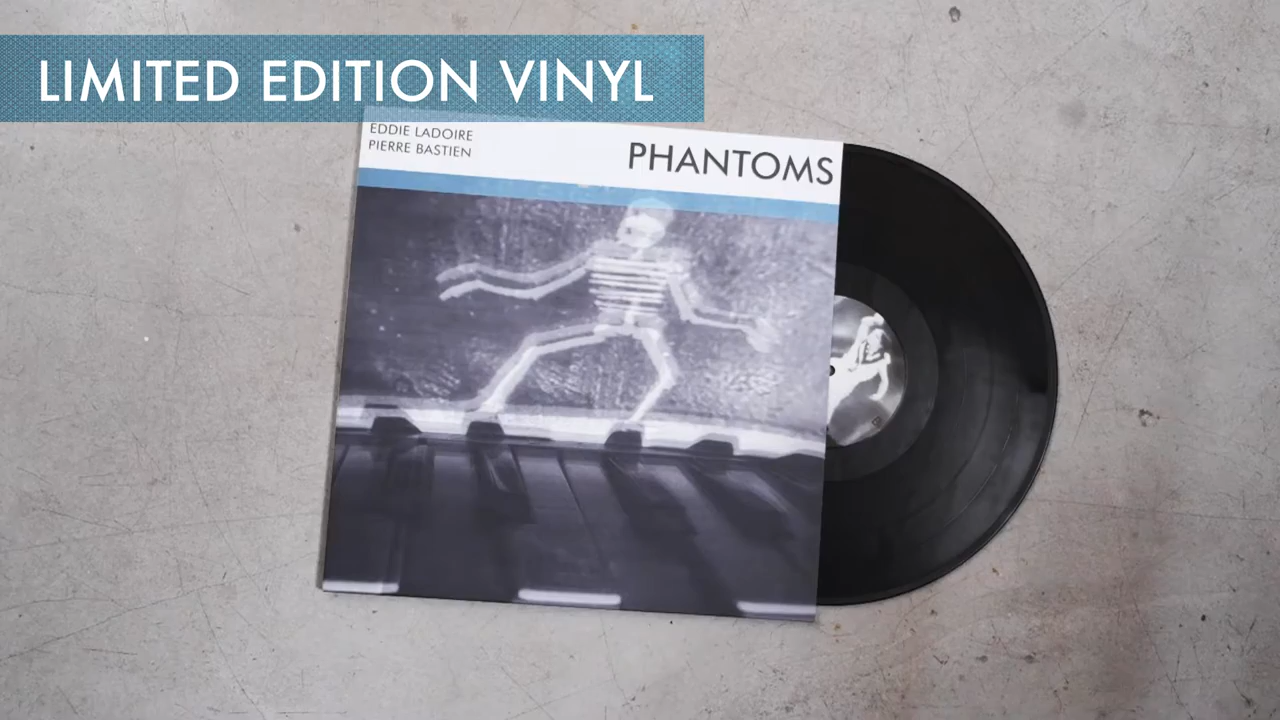 LIMITED EDITION VINYL
EDDIE LADOIRE
PIERRE BASTIEN
PHANTOMS